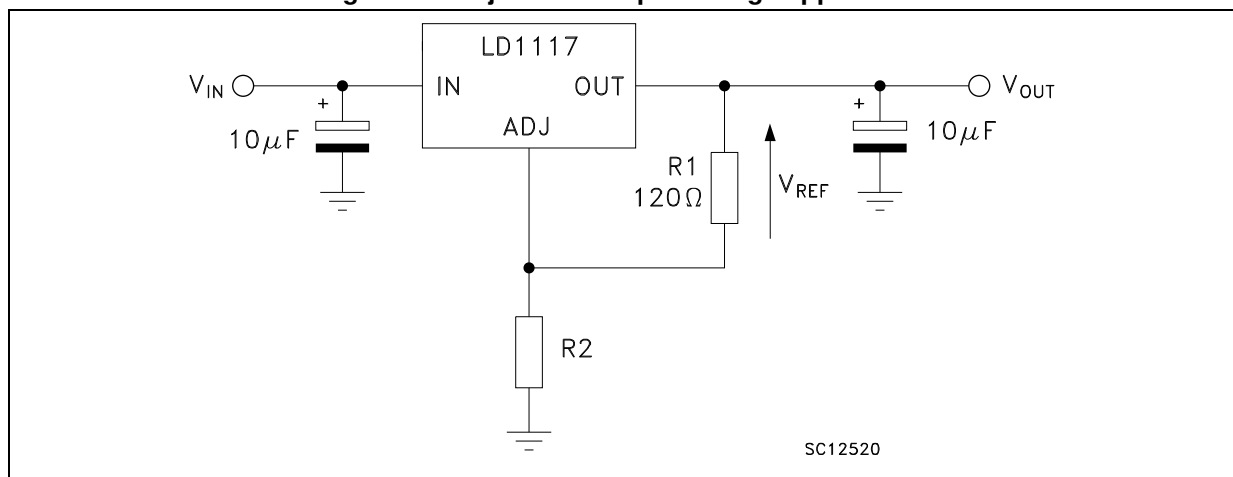 LD1117
V_IN
IN
OUT
V_OUT
+
10μF
ADJ
+
10μF
R1
120Ω
V_REF
R2
SC12520